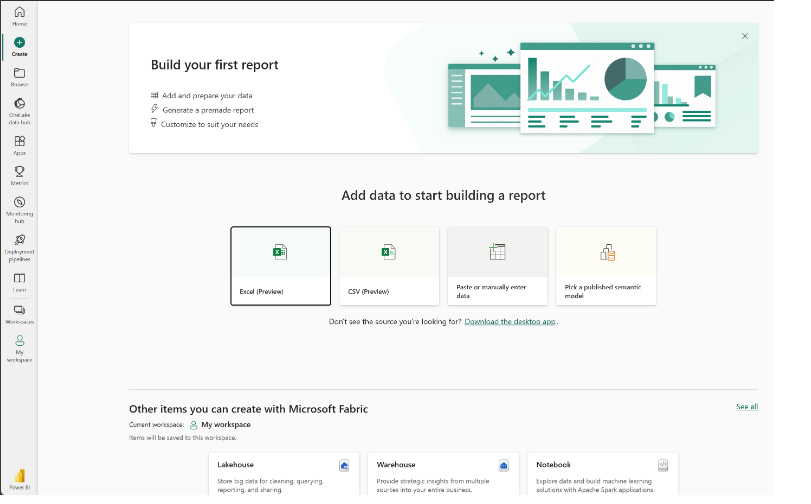 Home
Create
Browse
OneLake
data hub
Apps
Metrics
Monitoring
hub
Deployment
pipelines
Learn
Workspaces
My
workspace
Power BI
Build your first report
Add and prepare your data
Generate a premade report
Customize to suit your needs
Add data to start building a report
Excel (Preview)
CSV (Preview)
Paste or manually enter
data
Pick a published semantic
model
Don't see the source you're looking for? Download the desktop app.
Other items you can create with Microsoft Fabric
See all
Current workspace: My workspace
Items will be saved to this workspace.
Lakehouse
Store big data for cleaning, querying,
reporting, and sharing.
Warehouse
Provide strategic insights from multiple
sources into your entire business.
Notebook
Explore data and build machine learning
solutions with Apache Spark applications.